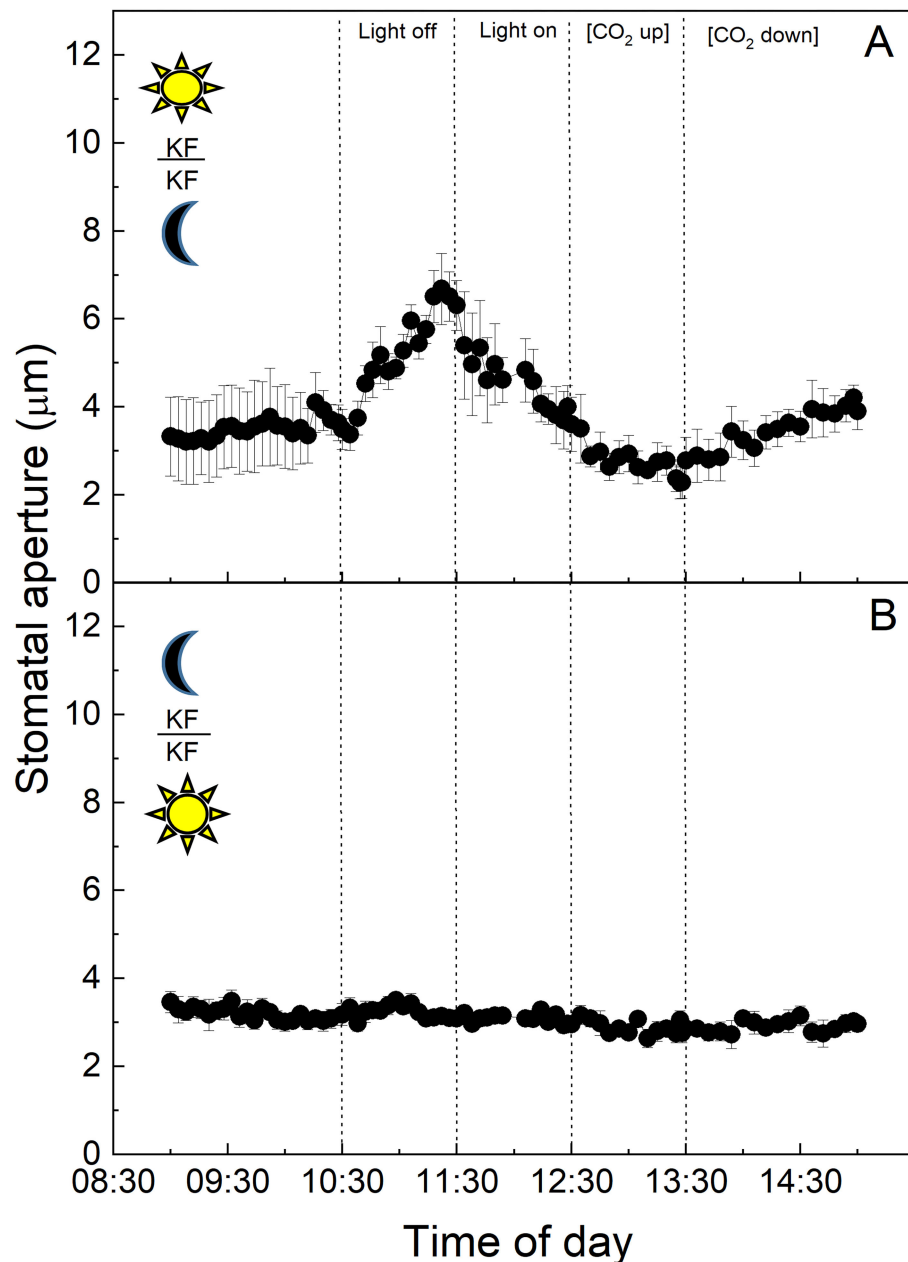 Light off
Light on
[CO₂ up]
[CO₂ down]
A
12
10
8
6
4
2
0
KF
KF
B
12
10
8
6
4
2
0
KF
KF
Stomatal aperture (μm)
08:30
09:30
10:30
11:30
12:30
13:30
14:30
Time of day